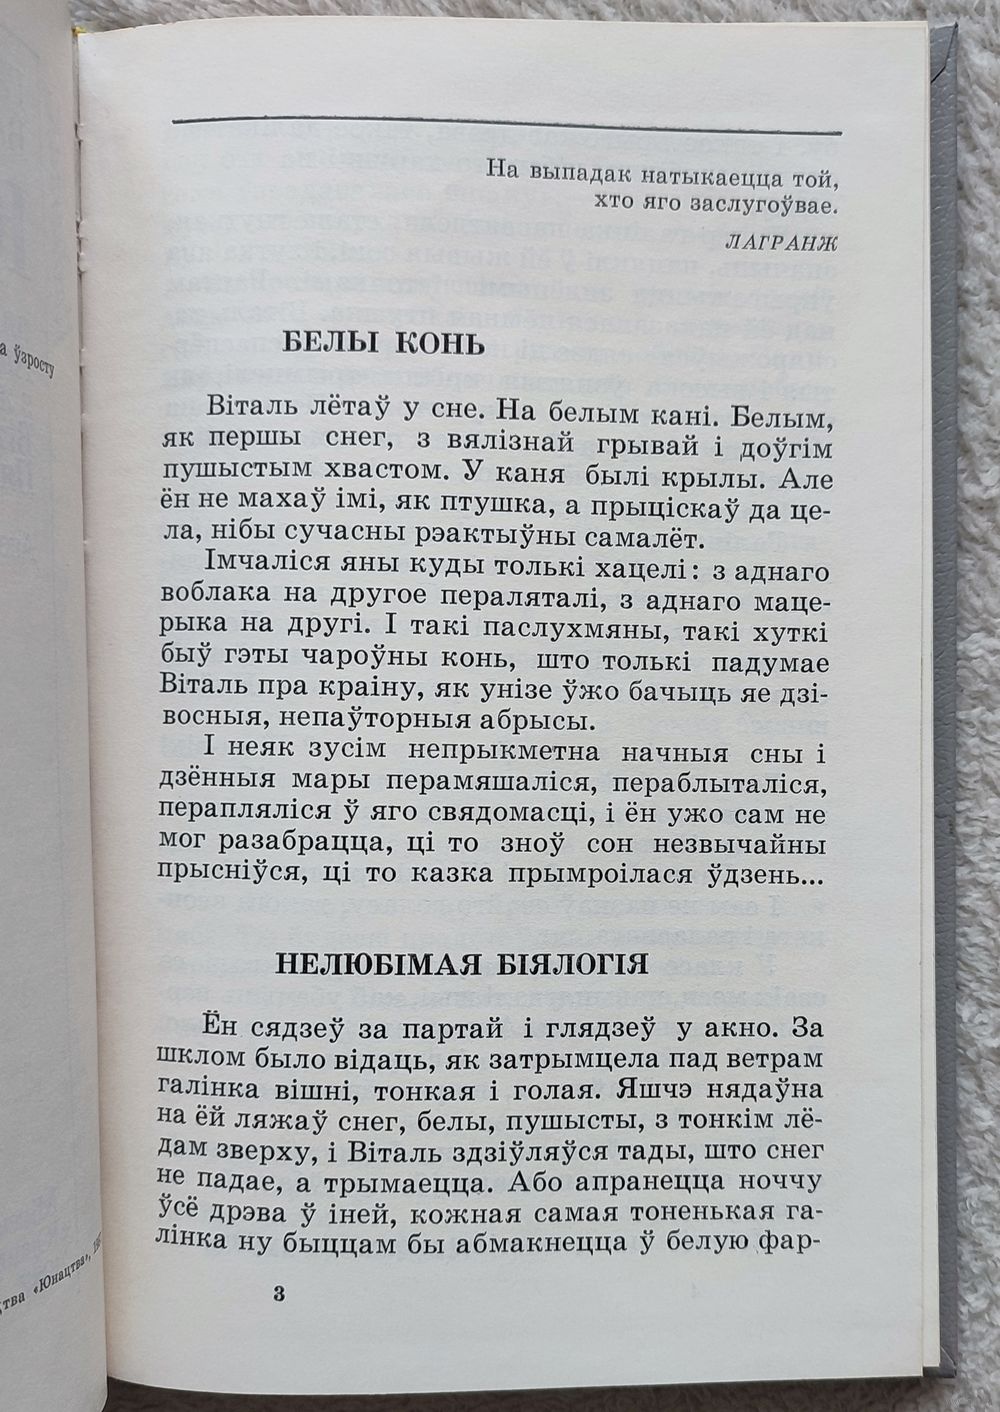 На выпадак натыкаецца той,
хто яго заслугоўвае.
ЛАГРАНЖ
БЕЛЫ КОНЬ
Віталь лётаў у сне. На белым кані. Белым,
як першы снег, з вялізнай грывай і доўгім
пушыстым хвастом. У каня былі крылы. Але
ён не махаў імі, як птушка, а прыціскаў да це-
ла, нібы сучасны рэактыўны самалёт.
Імчаліся яны куды толькі хацелі: з аднаго
воблака на другое пераляталі, з аднаго маце-
рыка на другі. І такі паслухмяны, такі хуткі
быў гэты чароўны конь, што толькі падумае
Віталь пра краіну, як унізе ўжо бачыць яе дзі-
восныя, непаўторныя абрысы.
І неяк зусім непрыкметна начныя сны і
дзённыя мары перамяшаліся, пераблыталіся,
перапляліся ў яго свядомасці, і ён ужо сам не
мог разабрацца, ці то зноў сон незвычайны
прысніўся, ці то казка прымроілася ўдзень...
НЕЛЮБІМАЯ БІЯЛОГІЯ
Ён сядзеў за партай і глядзеў у акно. За
шклом было відаць, як затрымцела пад ветрам
галінка вішні, тонкая і голая. Яшчэ нядаўна
на ёй ляжаў снег, белы, пушысты, з тонкім лё-
дам зверху, і Віталь здзіўляўся тады, што снег
не падае, а трымаецца. Або апранецца ноччу
ўсё дрэва ў іней, кожная самая тоненькая га-
лінка ну быццам бы абмакнецца ў белую фар-
3
а ўзросту
«Юнацтва»,